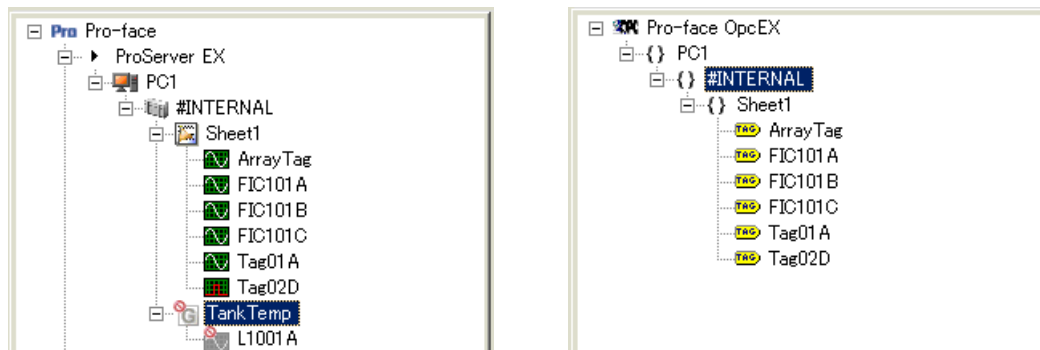 Pro Pro-face
ProServer EX
PC1
#INTERNAL
Sheet1
ArrayTag
FIC101A
FIC101B
FIC101C
Tag01A
Tag02D
G TankTemp
L1001A
OPC Pro-face OpcEX
{} PC1
{} #INTERNAL
{} Sheet1
TAG ArrayTag
TAG FIC101A
TAG FIC101B
TAG FIC101C
TAG Tag01A
TAG Tag02D